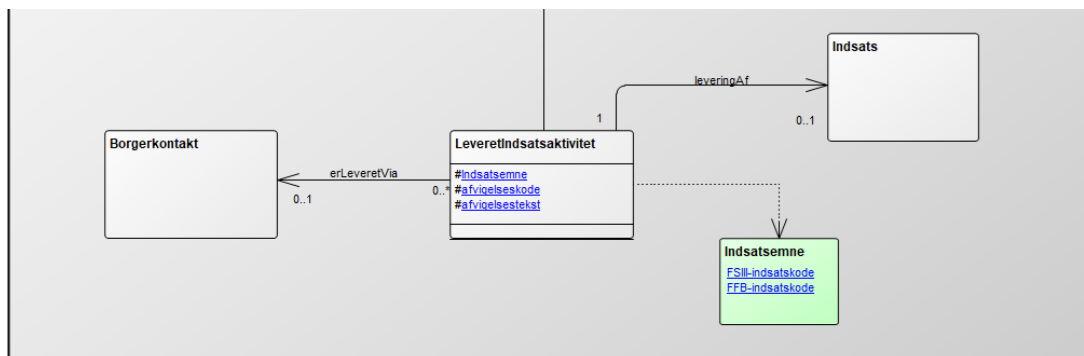 Indsats
leveringAf
1
0..1
Borgerkontakt
erLeveretVia
0..1
0..*
LeveretIndsatsaktivitet
#Indsatsemne
#afvigelseskode
#afvigelsestekst
Indsatsemne
FSIII-indsatskode
FFB-indsatskode